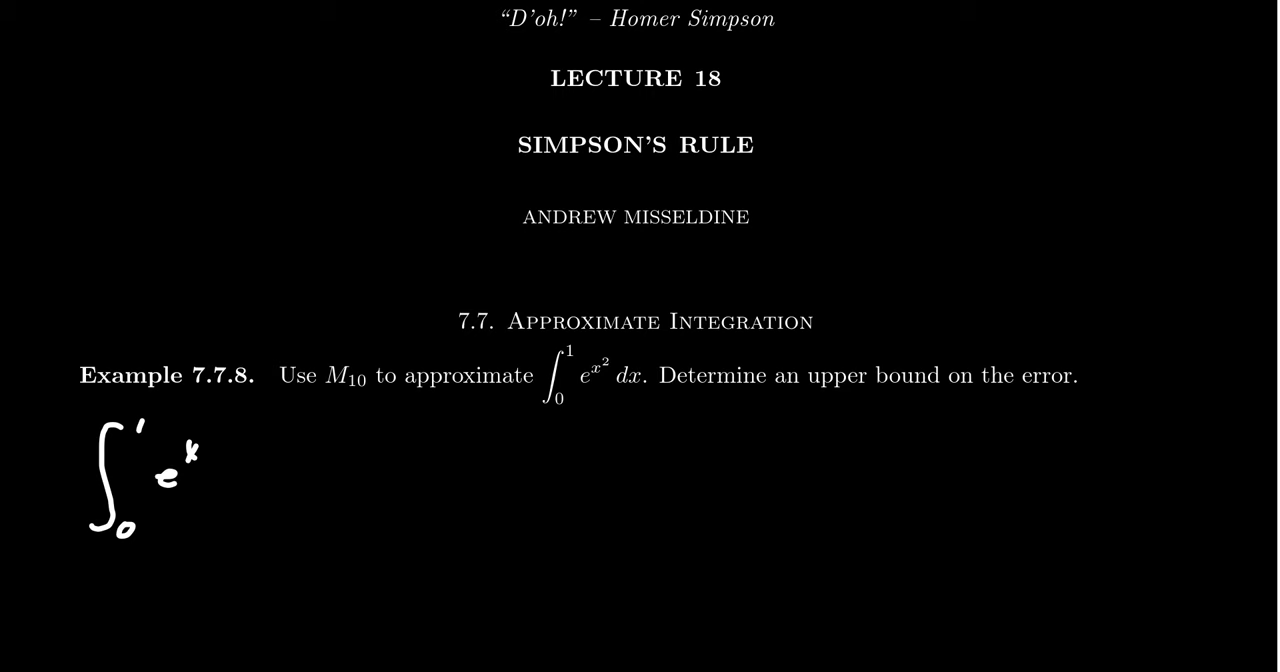 “D’oh!” – Homer Simpson
LECTURE 18
SIMPSON’S RULE
ANDREW MISSELDINE
7.7. Approximate Integration
Example 7.7.8. Use M₁₀ to approximate ∫₀¹ e^{x²} dx. Determine an upper bound on the error.
∫₀¹ e^x